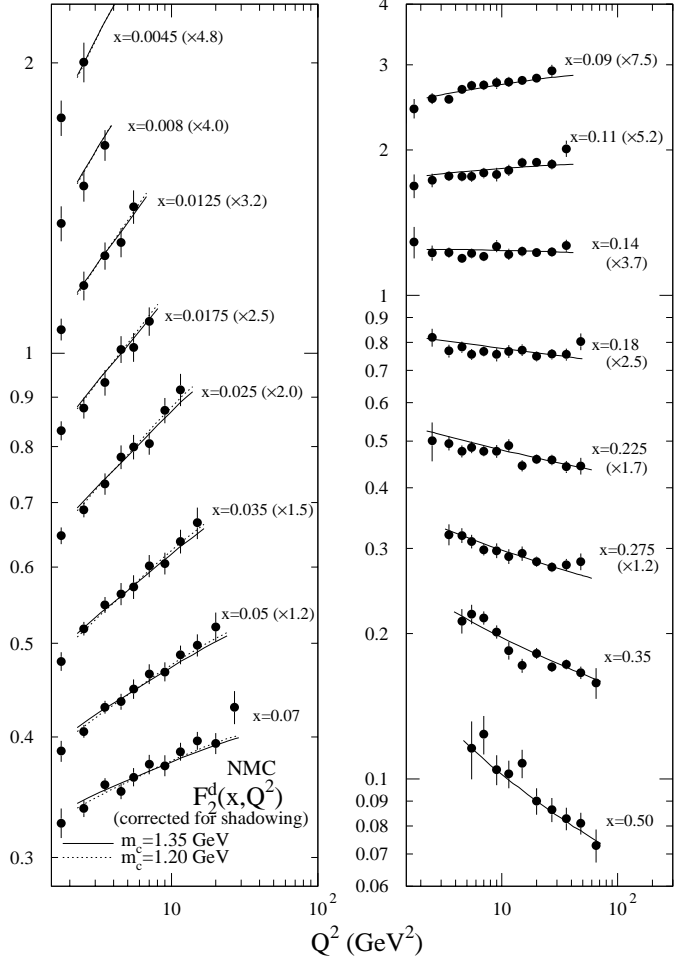 2
1
0.9
0.8
0.7
0.6
0.5
0.4
0.3
x=0.0045 (×4.8)
x=0.008 (×4.0)
x=0.0125 (×3.2)
x=0.0175 (×2.5)
x=0.025 (×2.0)
x=0.035 (×1.5)
x=0.05 (×1.2)
x=0.07
NMC
F₂ᵈ(x,Q²)
(corrected for shadowing)
m_c=1.35 GeV
m_c=1.20 GeV
10
10²
3
2
1
0.9
0.8
0.7
0.6
0.5
0.4
0.3
0.2
0.1
0.09
0.08
0.07
0.06
x=0.09 (×7.5)
x=0.11 (×5.2)
x=0.14
(×3.7)
x=0.18
(×2.5)
x=0.225
(×1.7)
x=0.275
(×1.2)
x=0.35
x=0.50
10
10²
Q² (GeV²)